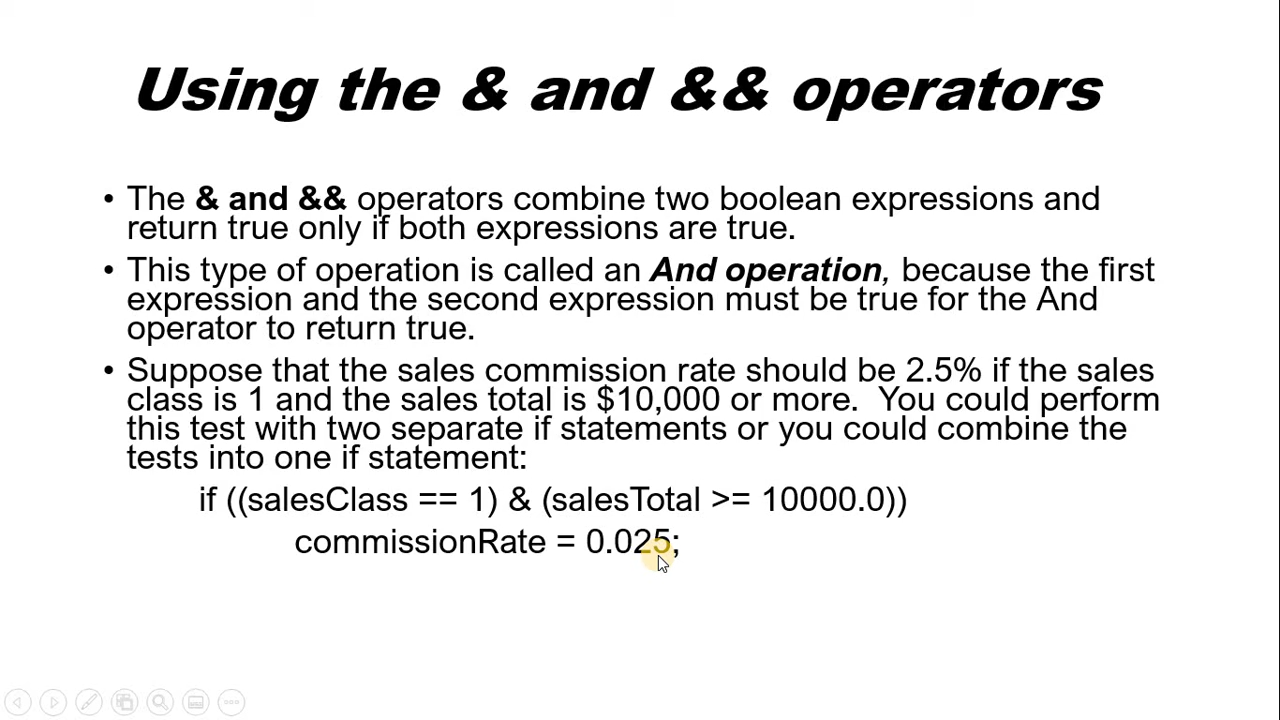 Using the & and && operators
• The & and && operators combine two boolean expressions and
return true only if both expressions are true.
• This type of operation is called an And operation, because the first
expression and the second expression must be true for the And
operator to return true.
• Suppose that the sales commission rate should be 2.5% if the sales
class is 1 and the sales total is $10,000 or more.  You could perform
this test with two separate if statements or you could combine the
tests into one if statement:
if ((salesClass == 1) & (salesTotal >= 10000.0))
commissionRate = 0.025;